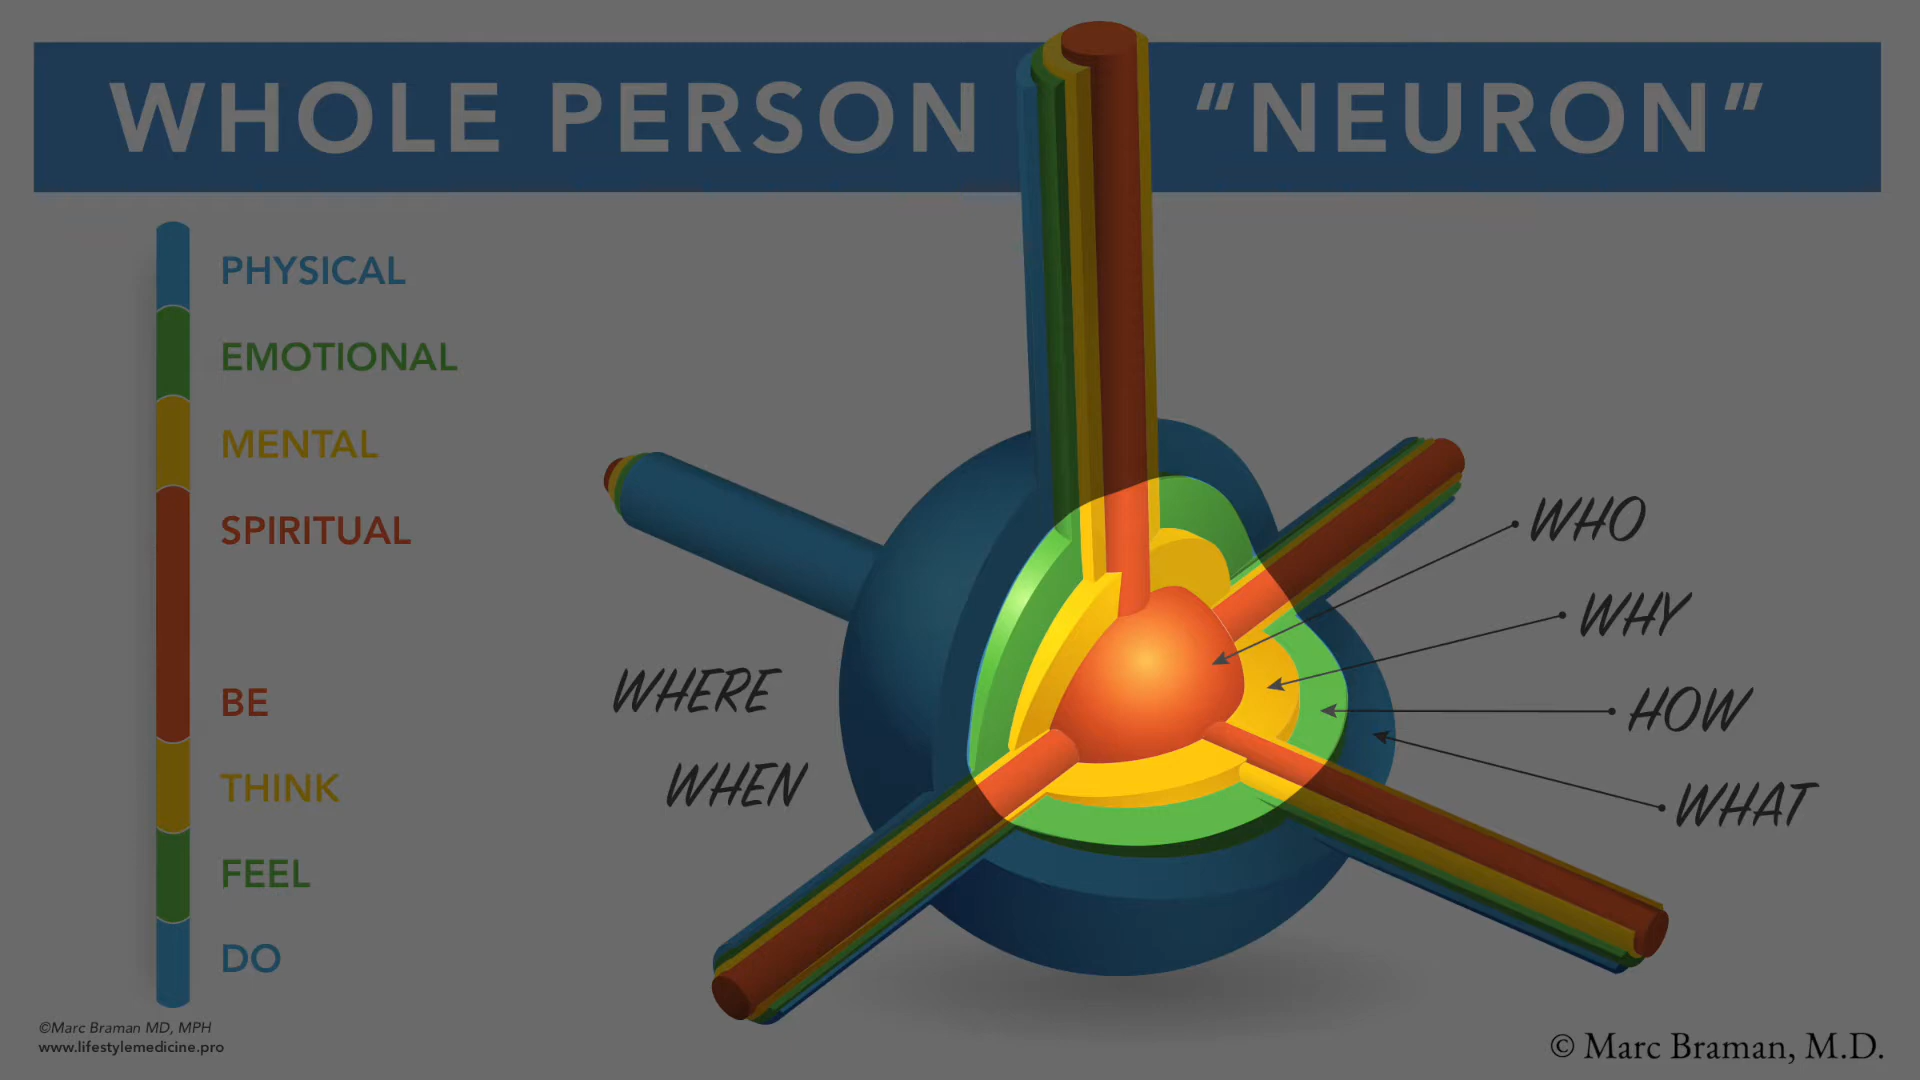 WHOLE PERSON "NEURON"
PHYSICAL
EMOTIONAL
MENTAL
SPIRITUAL
BE
THINK
FEEL
DO
WHERE
WHEN
WHO
WHY
HOW
WHAT
©Marc Braman MD, MPH
www.lifestylemedicine.pro
© Marc Braman, M.D.